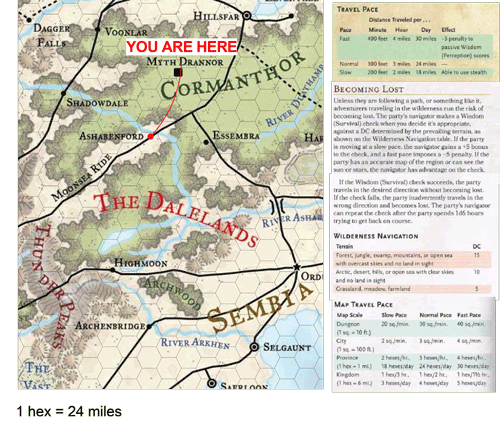 DAGGER
FALLS
VOONLAR
HILLSFAR
YOU ARE HERE
MYTH DRANNOR
CORMANTHOR
SHADOWDALE
RIVER DUATHAMP
ASHABENFORD
ESSEMBRA
HAR
MOONSEA RIDE
THE DALELANDS
RIVER ASHAB
THUNDER PEAKS
HIGHMOON
ARCHWOOD
ORDU
SEMBIA
ARCHENBRIDGE
RIVER ARKHEN
SELGAUNT
THE
VAST
SAERLOON
1 hex = 24 miles
TRAVEL PACE
Distance Traveled per . . .
Pace Minute Hour Day Effect
Fast 400 feet 4 miles 30 miles -5 penalty to
passive Wisdom
(Perception) scores
Normal 300 feet 3 miles 24 miles —
Slow 200 feet 2 miles 18 miles Able to use stealth
BECOMING LOST
Unless they are following a path, or something like it,
adventurers traveling in the wilderness run the risk of
becoming lost. The party's navigator makes a Wisdom
(Survival) check when you decide it's appropriate,
against a DC determined by the prevailing terrain, as
shown on the Wilderness Navigation table. If the party
is moving at a slow pace, the navigator gains a +5 bonus
to the check, and a fast pace imposes a -5 penalty. If the
party has an accurate map of the region or can see the
sun or stars, the navigator has advantage on the check.
If the Wisdom (Survival) check succeeds, the party
travels in the desired direction without becoming lost.
If the check fails, the party inadvertently travels in the
wrong direction and becomes lost. The party's navigator
can repeat the check after the party spends 1d6 hours
trying to get back on course.
WILDERNESS NAVIGATION
Terrain DC
Forest, jungle, swamp, mountains, or open sea 15
with overcast skies and no land in sight
Arctic, desert, hills, or open sea with clear skies 10
and no land in sight
Grassland, meadow, farmland 5
MAP TRAVEL PACE
Map Scale Slow Pace Normal Pace Fast Pace
Dungeon 20 sq./min. 30 sq./min. 40 sq./min.
(1 sq. = 10 ft.)
City 2 sq./min. 3 sq./min. 4 sq./min.
(1 sq. = 100 ft.)
Province 2 hexes/hr., 3 hexes/hr., 4 hexes/hr.,
(1 hex = 1 mi.) 18 hexes/day 24 hexes/day 30 hexes/day
Kingdom 1 hex/3 hr., 1 hex/2 hr., 1 hex/1½ hr.,
(1 hex = 6 mi.) 3 hexes/day 4 hexes/day 5 hexes/day